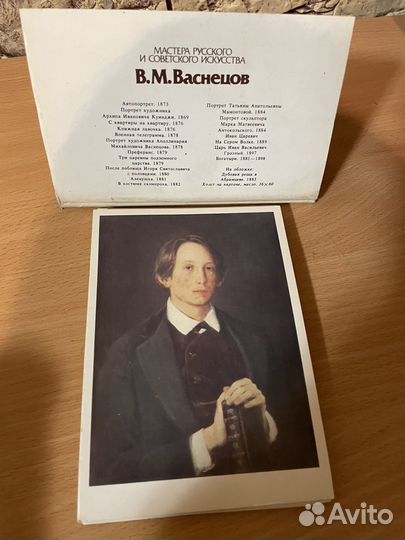 МАСТЕРА РУССКОГО
И СОВЕТСКОГО ИСКУССТВА
В.М.Васнецов
Автопортрет. 1873
Портрет художника
Архипа Ивановича Куинджи. 1869
С квартиры на квартиру. 1876
Книжная лавочка. 1876
Военная телеграмма. 1878
Портрет художника Аполлинария
Михайловича Васнецова. 1878
Преферанс. 1879
Три царевны подземного
царства. 1879
После побоища Игоря Святославича
с половцами. 1880
Аленушка. 1881
В костюме скомороха. 1882
Портрет Татьяны Анатольевны
Мамонтовой. 1884
Портрет скульптора
Марка Матвеевича
Антокольского. 1884
Иван Царевич
На Сером Волке. 1889
Царь Иван Васильевич
Грозный. 1897
Богатыри. 1881—1898
На обложке:
Дубовая роща в
Абрамцеве. 1883
Холст на картоне, масло. 36×60
Avito